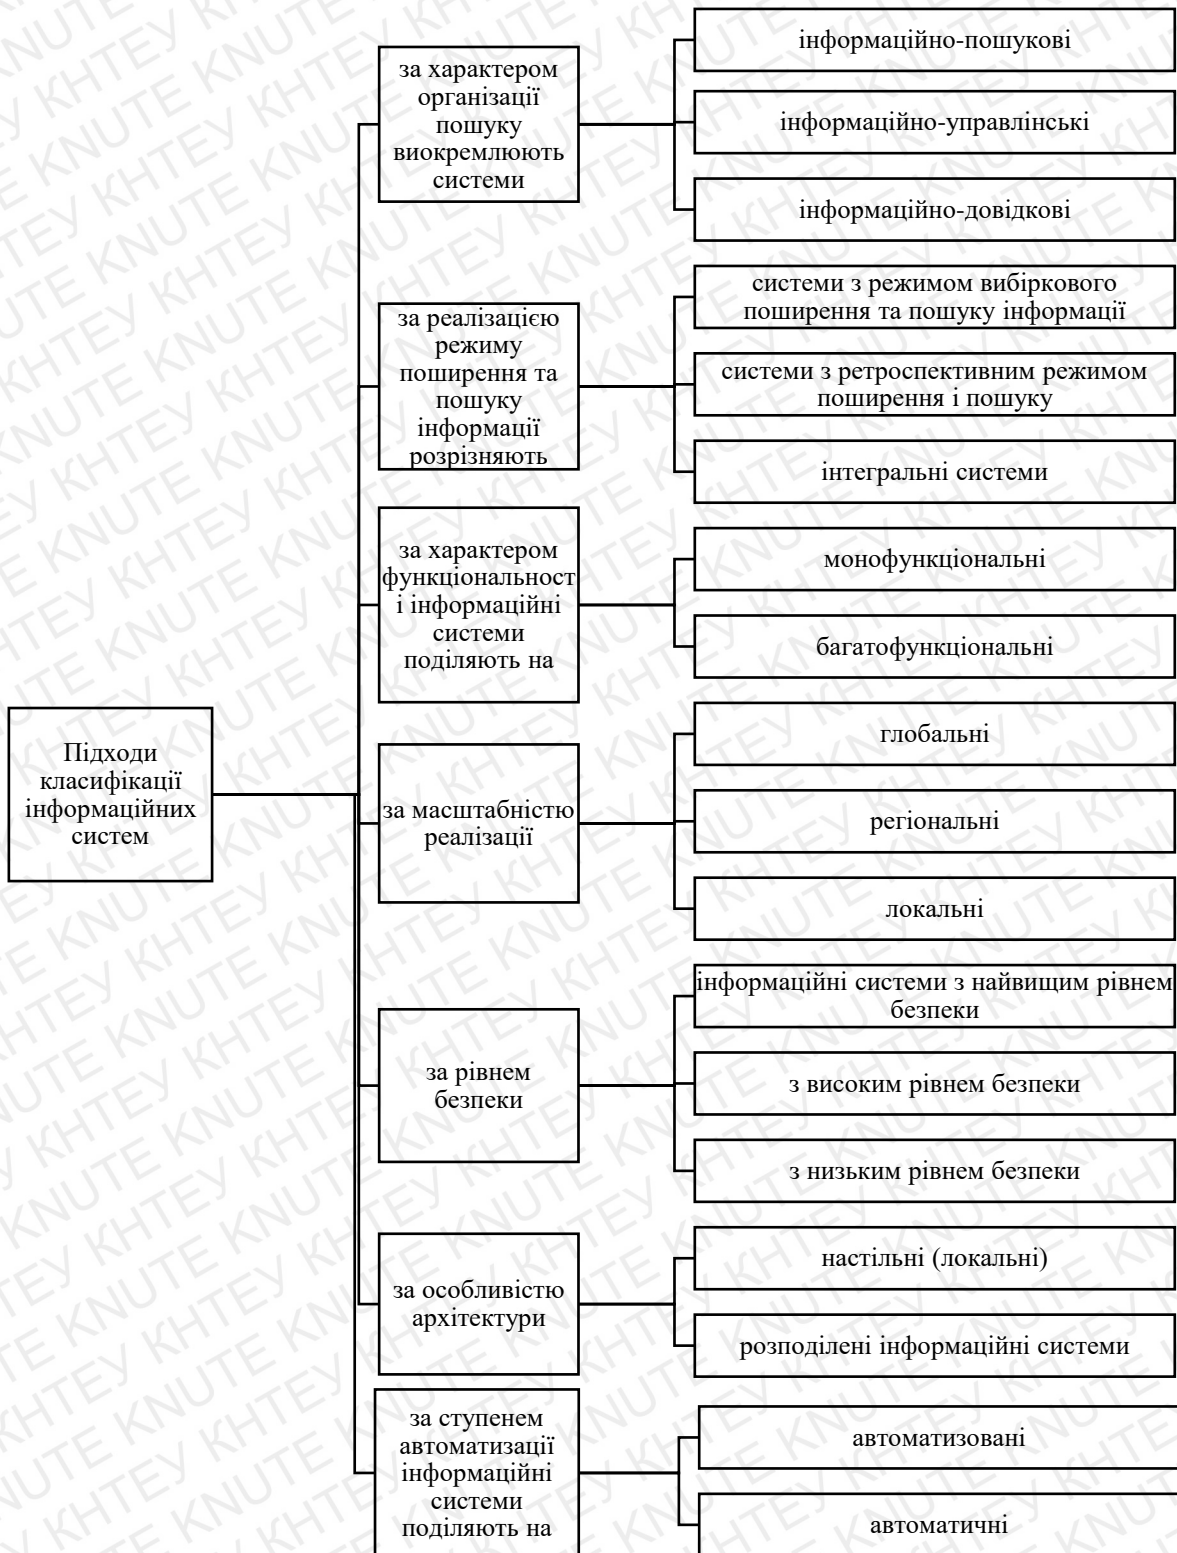 Підходи
класифікації
інформаційних
систем
за характером
організації
пошуку
виокремлюють
системи
інформаційно-пошукові
інформаційно-управлінські
інформаційно-довідкові
за реалізацією
режиму
поширення та
пошуку
інформації
розрізняють
системи з режимом вибіркового
поширення та пошуку інформації
системи з ретроспективним режимом
поширення і пошуку
інтегральні системи
за характером
функціональност
і інформаційні
системи
поділяють на
монофункціональні
багатофункціональні
за масштабністю
реалізації
глобальні
регіональні
локальні
за рівнем
безпеки
інформаційні системи з найвищим рівнем
безпеки
з високим рівнем безпеки
з низьким рівнем безпеки
за особливістю
архітектури
настільні (локальні)
розподілені інформаційні системи
за ступенем
автоматизації
інформаційні
системи
поділяють на
автоматизовані
автоматичні